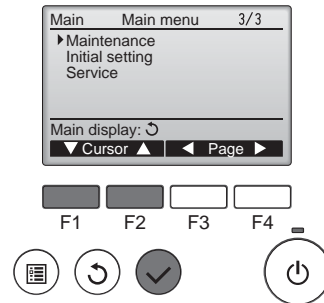 Main Main menu 3/3
Maintenance
Initial setting
Service
Main display:
Cursor Page
F1 F2 F3 F4